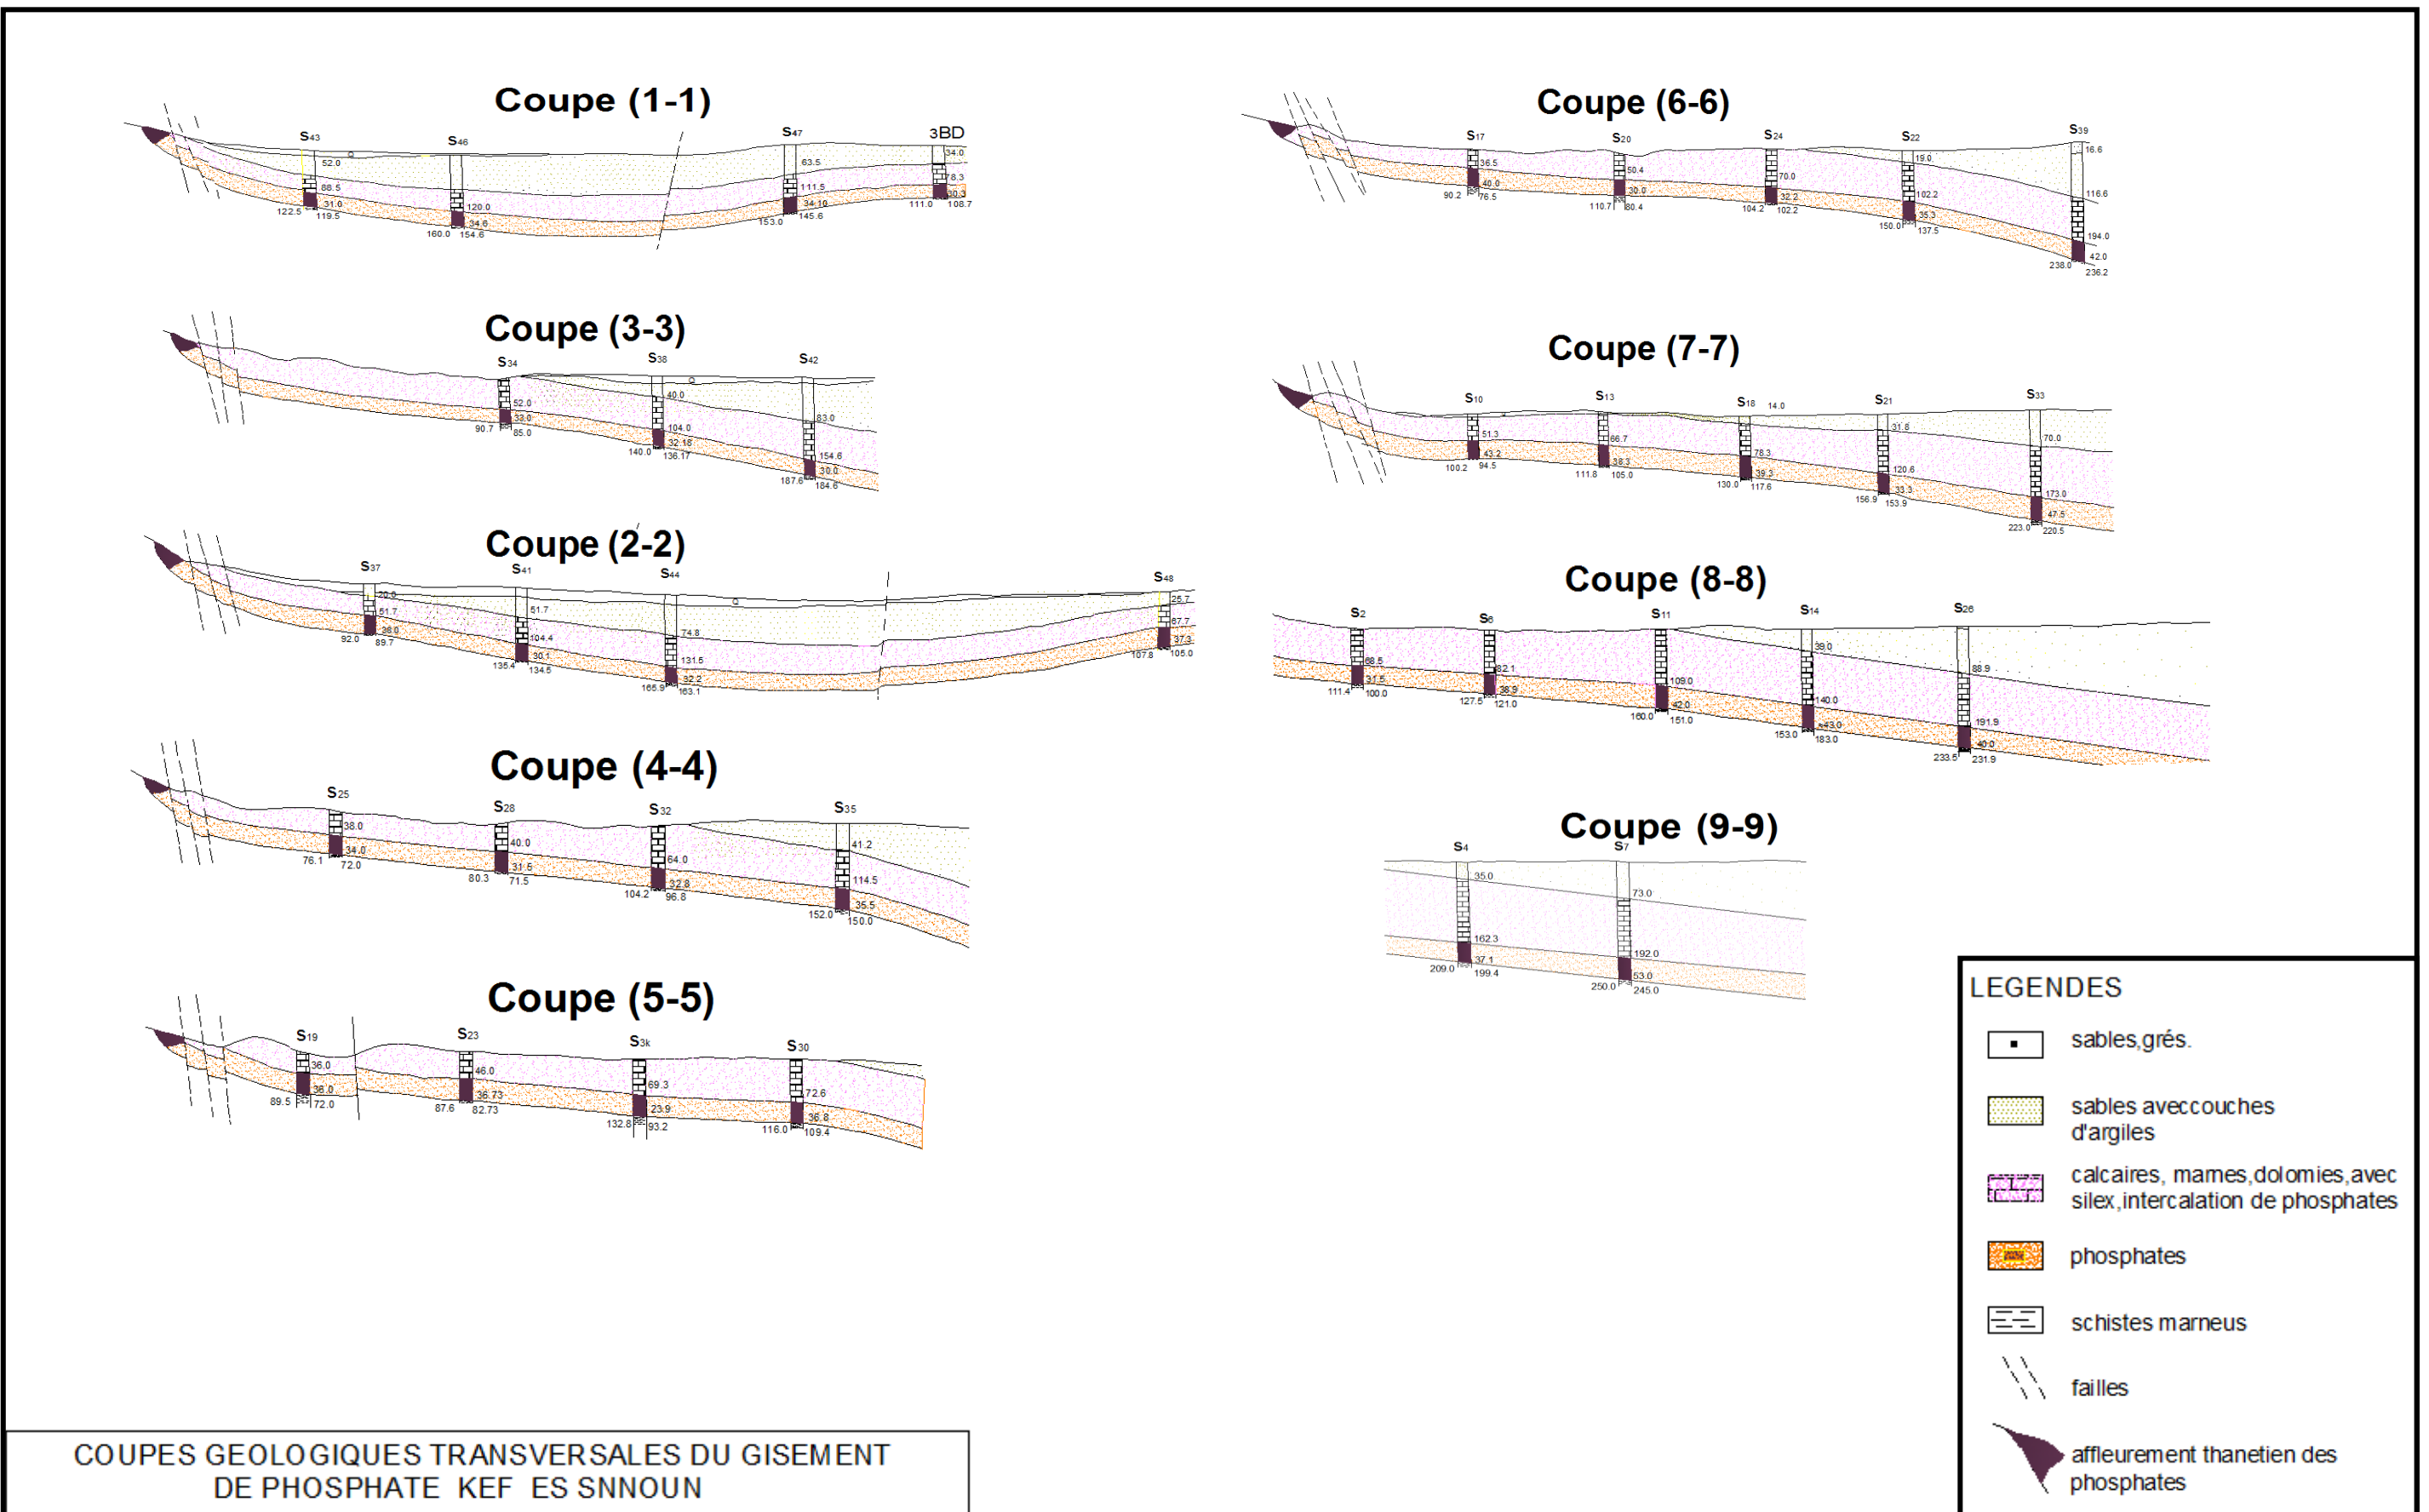 Coupe (1-1)
S43
S46
S47
3BD
52.0
88.5
31.0
122.5
119.5
120.0
34.6
160.0
154.6
63.5
111.5
34.10
153.0
145.6
34.0
78.3
30.3
111.0
108.7
Coupe (3-3)
S34
S38
S42
52.0
33.0
90.7
85.0
40.0
104.0
32.18
140.0
136.17
83.0
154.6
30.0
187.6
184.6
Coupe (2-2)
S37
S41
S44
S48
20.0
51.7
38.0
92.0
89.7
51.7
104.4
30.1
135.4
134.5
74.8
131.5
32.2
165.9
163.1
25.7
67.7
37.3
107.8
105.0
Coupe (4-4)
S25
S28
S32
S35
38.0
34.0
76.1
72.0
40.0
31.5
80.3
71.5
64.0
32.8
104.2
96.8
41.2
114.5
35.5
152.0
150.0
Coupe (5-5)
S19
S23
S3k
S30
36.0
36.0
89.5
72.0
46.0
36.73
87.6
82.73
69.3
23.9
132.8
93.2
72.6
36.8
116.0
109.4
Coupe (6-6)
S17
S20
S24
S22
S39
36.5
40.0
90.2
76.5
50.4
30.0
110.7
80.4
70.0
32.2
104.2
102.2
19.0
102.2
35.3
150.0
137.5
16.6
116.6
194.0
42.0
238.0
236.2
Coupe (7-7)
S10
S13
S18
14.0
S21
S33
51.3
43.2
100.2
94.5
66.7
38.3
111.8
105.0
78.3
39.3
130.0
117.6
31.8
120.6
33.3
156.9
153.9
70.0
173.0
47.5
223.0
220.5
Coupe (8-8)
S2
S6
S11
S14
S26
68.5
31.5
111.4
100.0
82.1
38.9
127.5
121.0
109.0
42.0
160.0
151.0
39.0
140.0
43.0
153.0
183.0
88.9
191.9
40.0
233.5
231.9
Coupe (9-9)
S4
S7
35.0
162.3
37.1
209.0
199.4
73.0
192.0
53.0
250.0
245.0
LEGENDES
sables,grés.
sables aveccouches
d'argiles
calcaires, marnes,dolomies,avec
silex,intercalation de phosphates
phosphates
schistes marneus
failles
affleurement thanetien des
phosphates
COUPES GEOLOGIQUES TRANSVERSALES DU GISEMENT
DE PHOSPHATE KEF ES SNNOUN